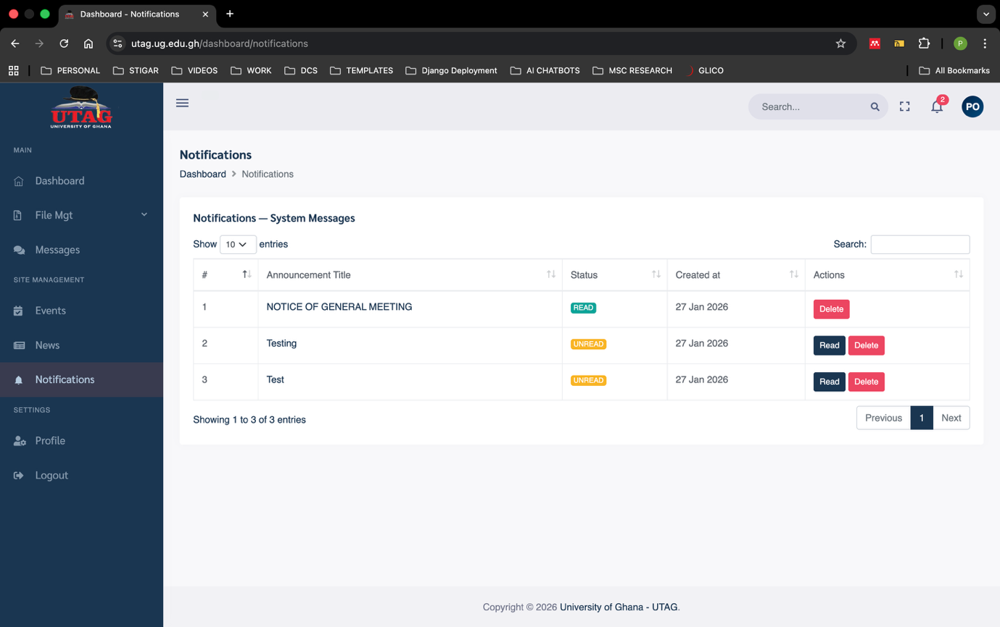 Dashboard - Notifications
utag.ug.edu.gh/dashboard/notifications
P
PERSONAL STIGAR VIDEOS WORK DCS TEMPLATES Django Deployment AI CHATBOTS MSC RESEARCH GLICO All Bookmarks
UTAG
UNIVERSITY OF GHANA
MAIN
Dashboard
File Mgt
Messages
SITE MANAGEMENT
Events
News
Notifications
SETTINGS
Profile
Logout
Search...
2
PO
Notifications
Dashboard > Notifications
Notifications — System Messages
Show 10 entries Search:
# Announcement Title Status Created at Actions
1 NOTICE OF GENERAL MEETING READ 27 Jan 2026 Delete
2 Testing UNREAD 27 Jan 2026 Read Delete
3 Test UNREAD 27 Jan 2026 Read Delete
Showing 1 to 3 of 3 entries Previous 1 Next
Copyright © 2026 University of Ghana - UTAG.